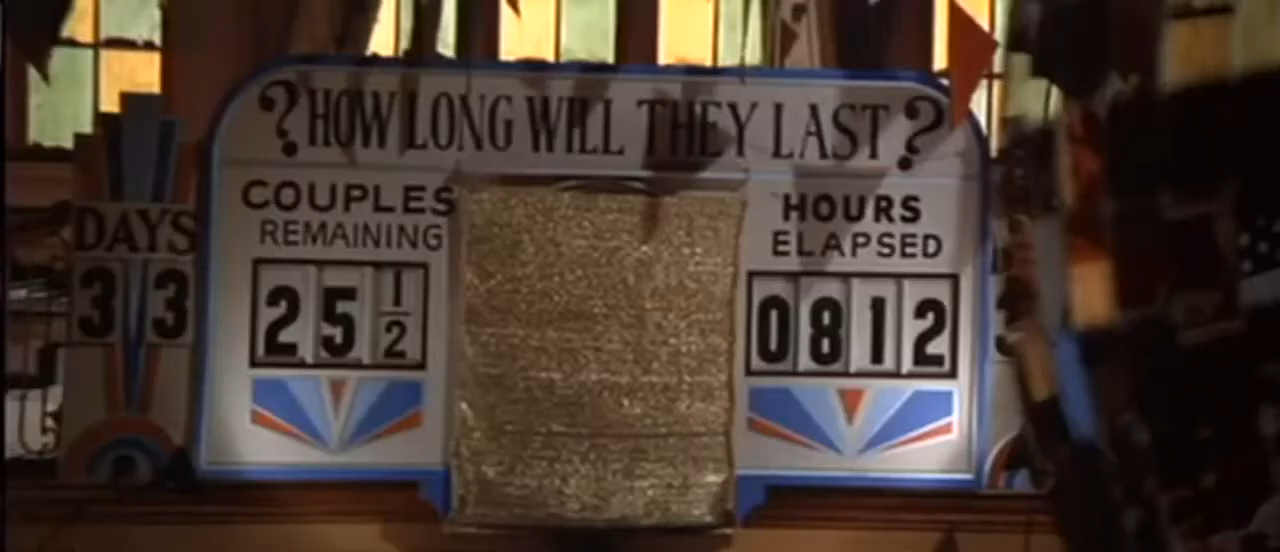 ? HOW LONG WILL THEY LAST ?
DAYS
33
COUPLES
REMAINING
25 1/2
HOURS
ELAPSED
0812